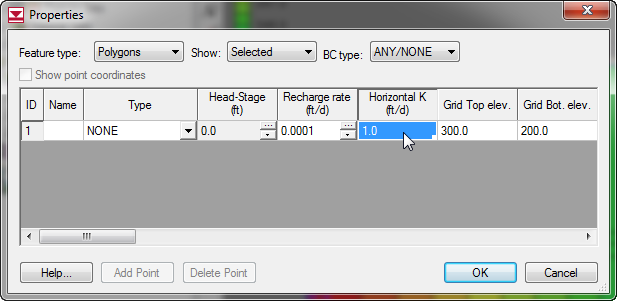 Properties
Feature type: Polygons Show: Selected BC type: ANY/NONE
Show point coordinates
ID Name Type Head-Stage (ft) Recharge rate (ft/d) Horizontal K (ft/d) Grid Top elev. Grid Bot. elev.
1 NONE 0.0 0.0001 1.0 300.0 200.0
Help... Add Point Delete Point OK Cancel